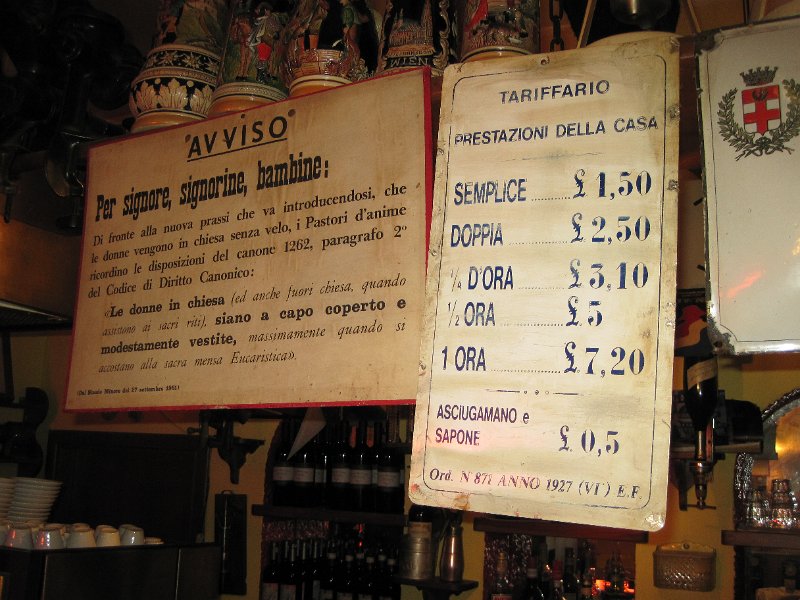 AVVISO
Per signore, signorine, bambine:
Di fronte alla nuova prassi che va introducendosi, che
le donne vengono in chiesa senza velo, i Pastori d'anime
ricordino le disposizioni del canone 1262, paragrafo 2°
del Codice di Diritto Canonico:
«Le donne in chiesa (ed anche fuori chiesa, quando
assistono ai sacri riti), siano a capo coperto e
modestamente vestite, massimamente quando si
accostano alla sacra mensa Eucaristica».
TARIFFARIO
PRESTAZIONI DELLA CASA
SEMPLICE ........ £ 1,50
DOPPIA ............ £ 2,50
¼ D'ORA ......... £ 3,10
½ ORA ............ £ 5
1 ORA ............. £ 7,20
ASCIUGAMANO e
SAPONE £ 0,5
Ord. N 871 ANNO 1927 (VI°) E.F.